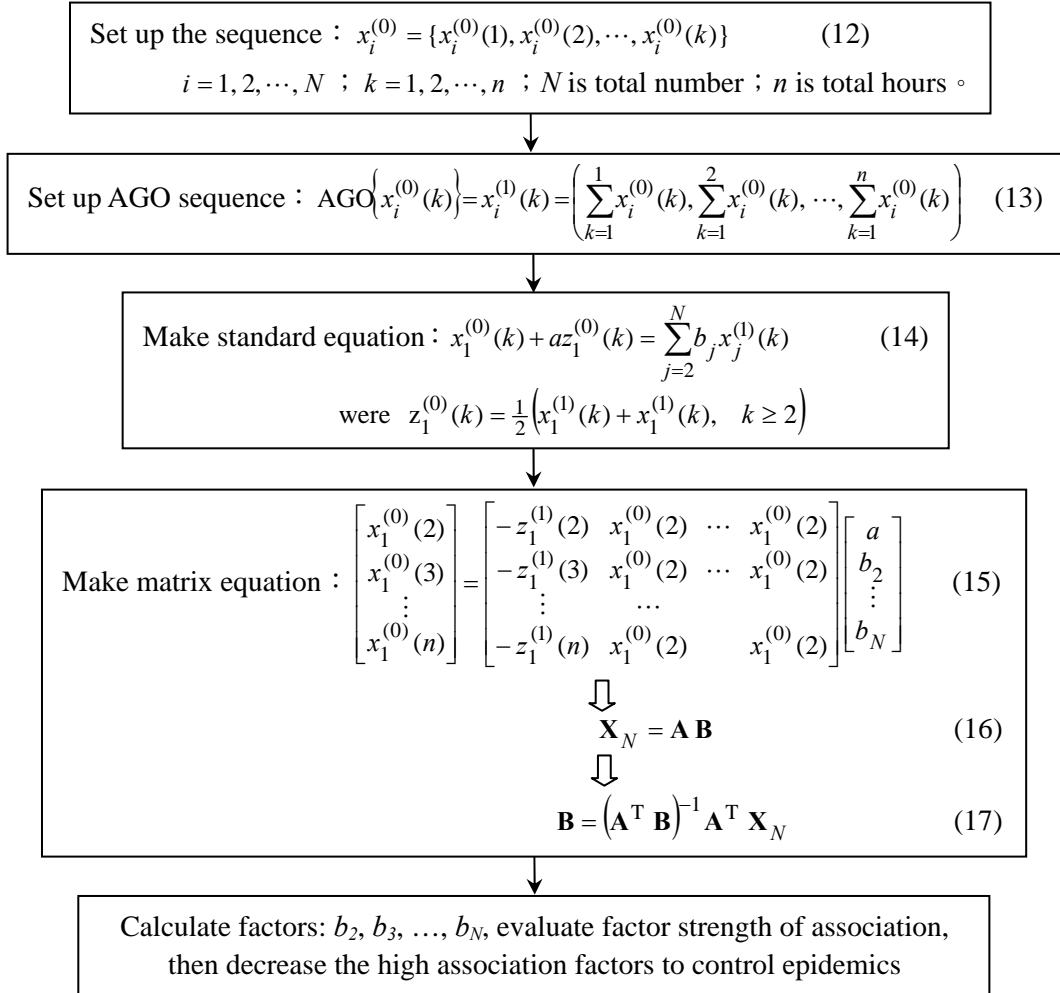 Set up the sequence：x_i^{(0)} = {x_i^{(0)}(1), x_i^{(0)}(2), ⋯, x_i^{(0)}(k)} (12)
i = 1, 2, ⋯, N ；k = 1, 2, ⋯, n ；N is total number；n is total hours。
Set up AGO sequence：AGO{x_i^{(0)}(k)} = x_i^{(1)}(k) = (∑_{k=1}^{1} x_i^{(0)}(k), ∑_{k=1}^{2} x_i^{(0)}(k), ⋯, ∑_{k=1}^{n} x_i^{(0)}(k)) (13)
Make standard equation：x_1^{(0)}(k) + az_1^{(0)}(k) = ∑_{j=2}^{N} b_j x_j^{(1)}(k) (14)
were z_1^{(0)}(k) = ½(x_1^{(1)}(k) + x_1^{(1)}(k), k ≥ 2)
Make matrix equation：[x_1^{(0)}(2); x_1^{(0)}(3); ⋮; x_1^{(0)}(n)] = [−z_1^{(1)}(2) x_1^{(0)}(2) ⋯ x_1^{(0)}(2); −z_1^{(1)}(3) x_1^{(0)}(2) ⋯ x_1^{(0)}(2); ⋮ ⋯; −z_1^{(1)}(n) x_1^{(0)}(2) x_1^{(0)}(2)] [a; b_2; ⋮; b_N] (15)
X_N = A B (16)
B = (A^T B)^{−1} A^T X_N (17)
Calculate factors: b_2, b_3, …, b_N, evaluate factor strength of association,
then decrease the high association factors to control epidemics